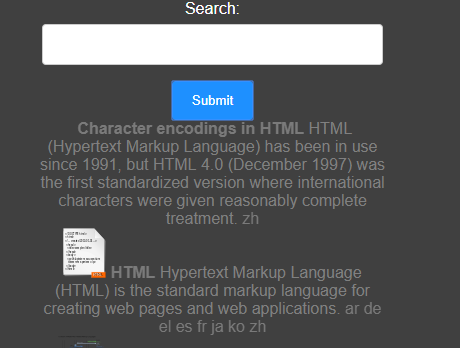 Search:
Submit
Character encodings in HTML HTML
(Hypertext Markup Language) has been in use
since 1991, but HTML 4.0 (December 1997) was
the first standardized version where international
characters were given reasonably complete
treatment. zh
HTML Hypertext Markup Language
(HTML) is the standard markup language for
creating web pages and web applications. ar de
el es fr ja ko zh